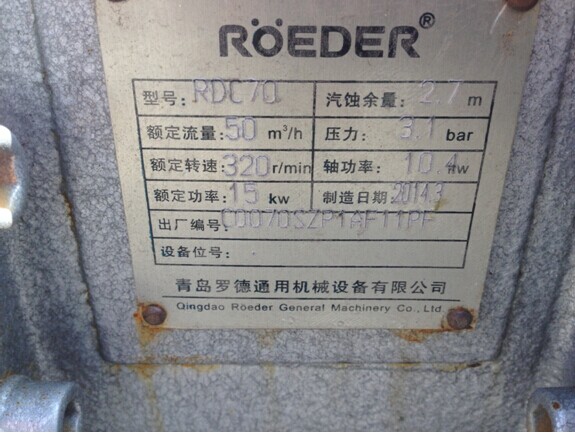 RÖEDER®
型号: RDC70 汽蚀余量: 2.7 m
额定流量: 50 m³/h 压力: 3.1 bar
额定转速: 320 r/min 轴功率: 10.4 kw
额定功率: 15 kw 制造日期: 2014.3
出厂编号: C0070SZP1AF11PF
设备位号:
青岛罗德通用机械设备有限公司
Qingdao Röeder General Machinery Co., Ltd.